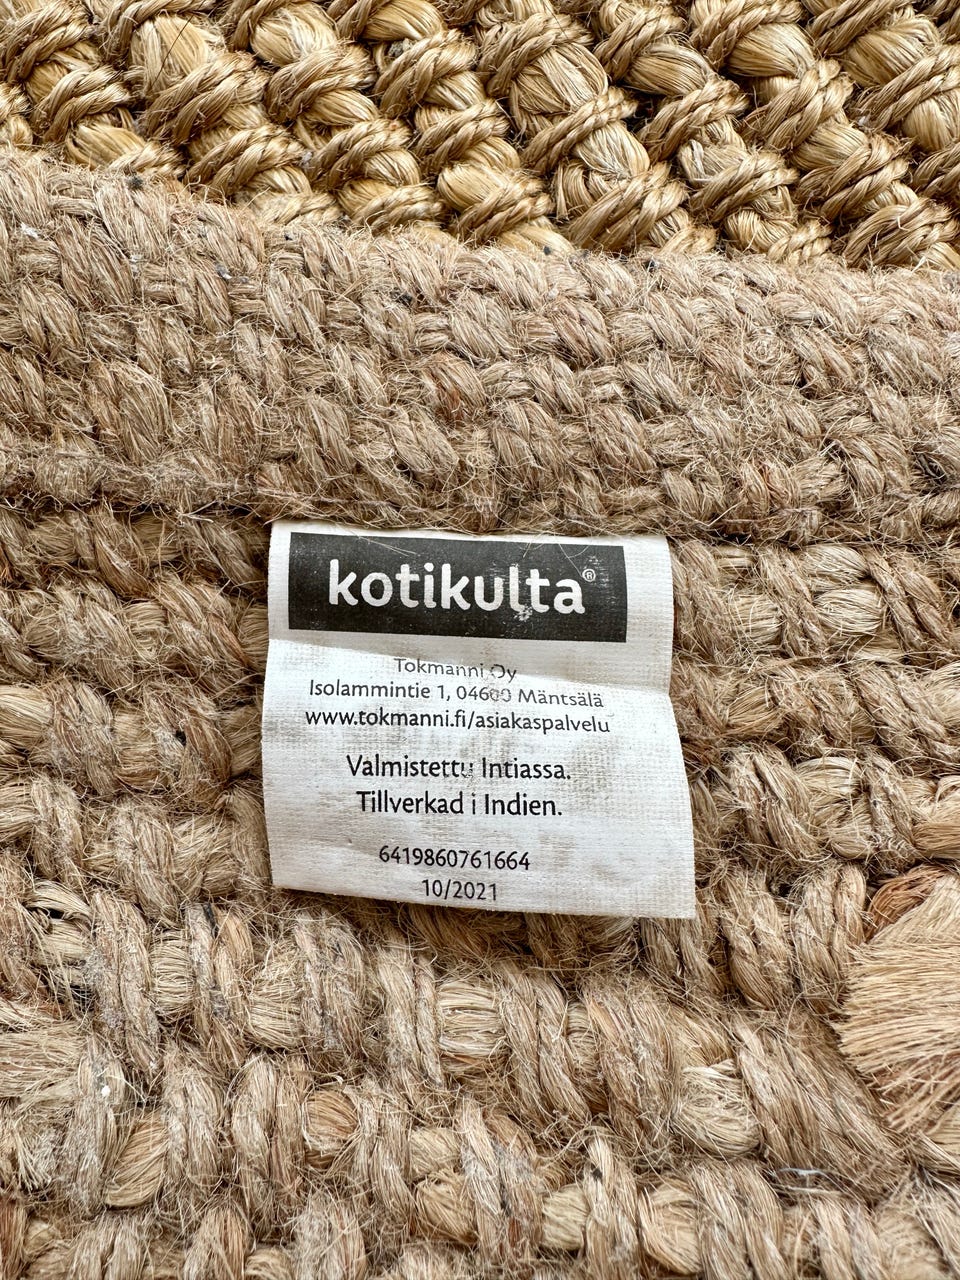 kotikulta®
Tokmanni Oy
Isolammintie 1, 04600 Mäntsälä
www.tokmanni.fi/asiakaspalvelu
Valmistettu Intiassa.
Tillverkad i Indien.
6419860761664
10/2021